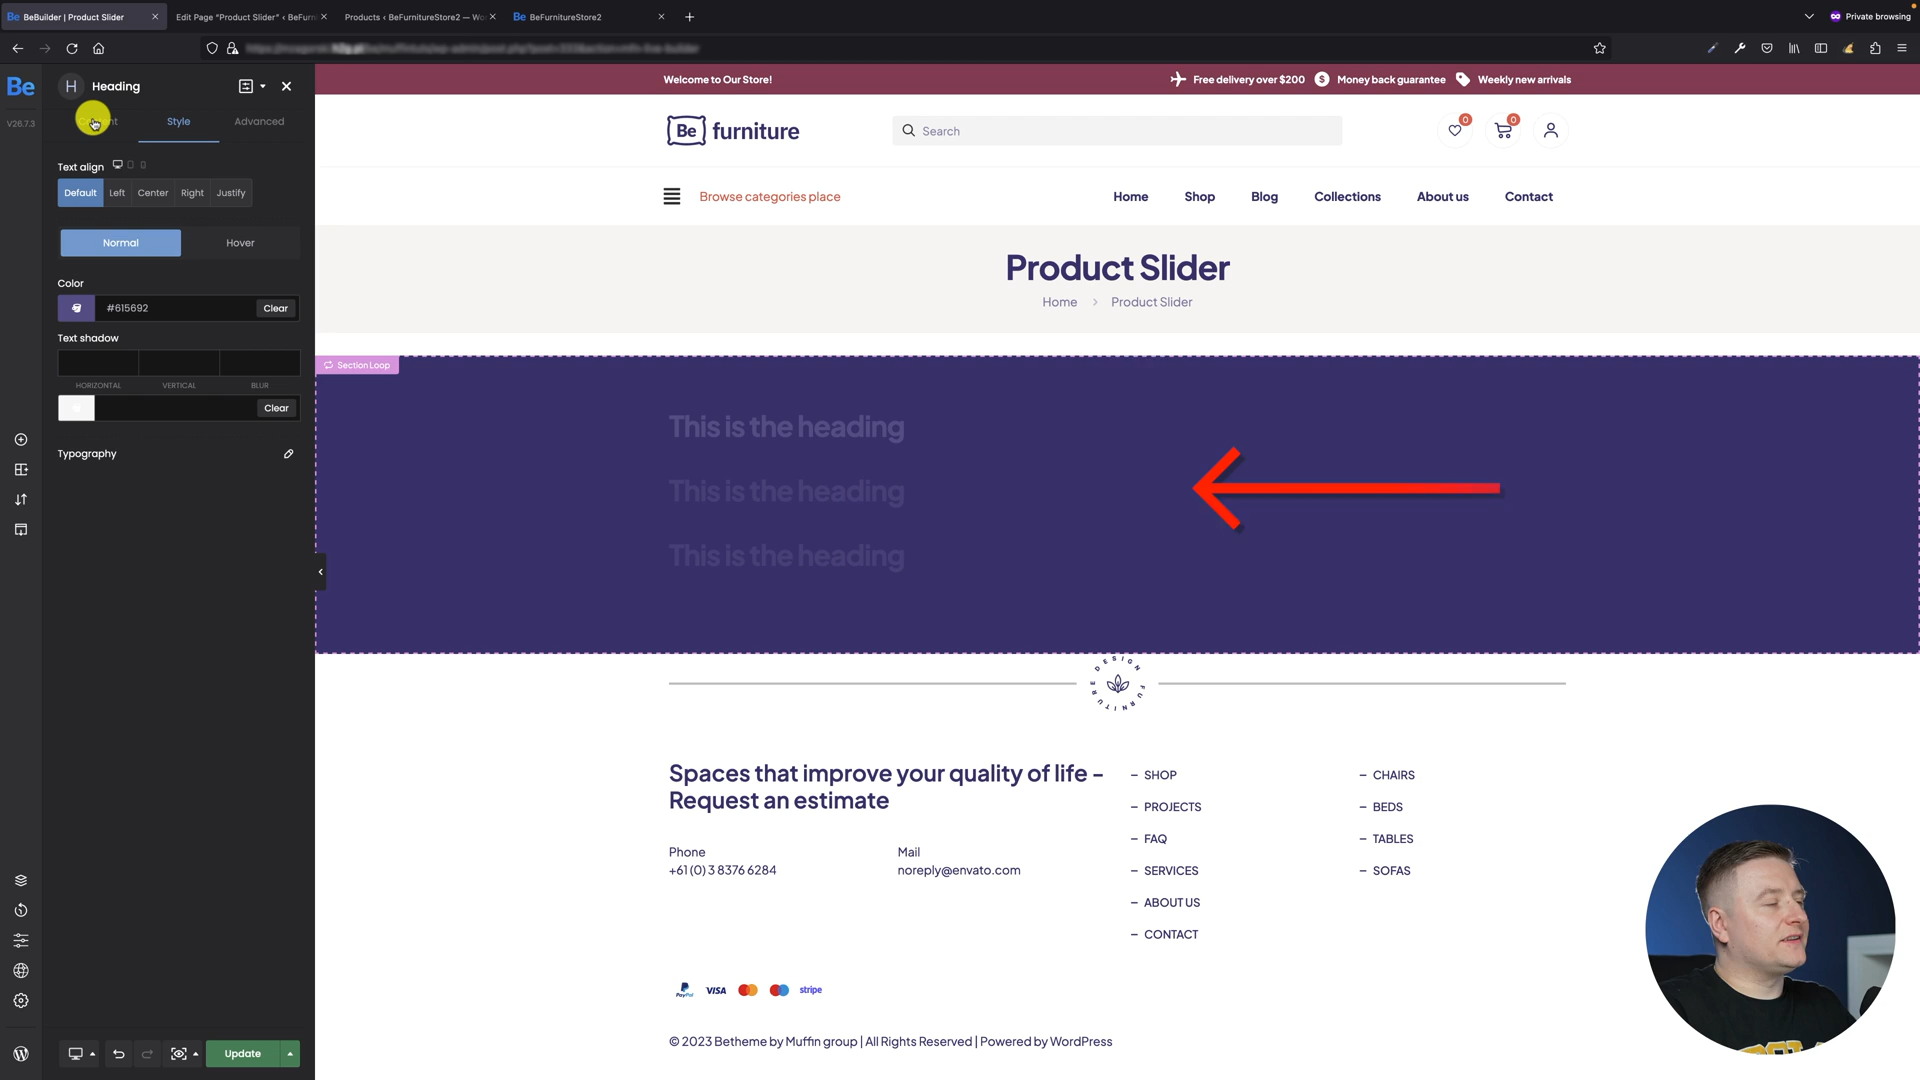 BeBuilder | Product Slider
Edit Page "Product Slider" ‹ BeFurni
Products ‹ BeFurnitureStore2 — Wo
Be BeFurnitureStore2
Private browsing
Be
V26.7.3
H Heading
Style
Advanced
Text align
Default Left Center Right Justify
Normal Hover
Color
#615692 Clear
Text shadow
HORIZONTAL VERTICAL BLUR
Clear
Typography
Update
Welcome to Our Store!
Free delivery over $200
Money back guarantee
Weekly new arrivals
Be furniture
Search
0
0
Browse categories place
Home Shop Blog Collections About us Contact
Product Slider
Home > Product Slider
Section Loop
This is the heading
This is the heading
This is the heading
DESIGN FURNITURE
Spaces that improve your quality of life –
Request an estimate
Phone
+61 (0) 3 8376 6284
Mail
noreply@envato.com
– SHOP
– PROJECTS
– FAQ
– SERVICES
– ABOUT US
– CONTACT
– CHAIRS
– BEDS
– TABLES
– SOFAS
PayPal VISA stripe
© 2023 Betheme by Muffin group | All Rights Reserved | Powered by WordPress